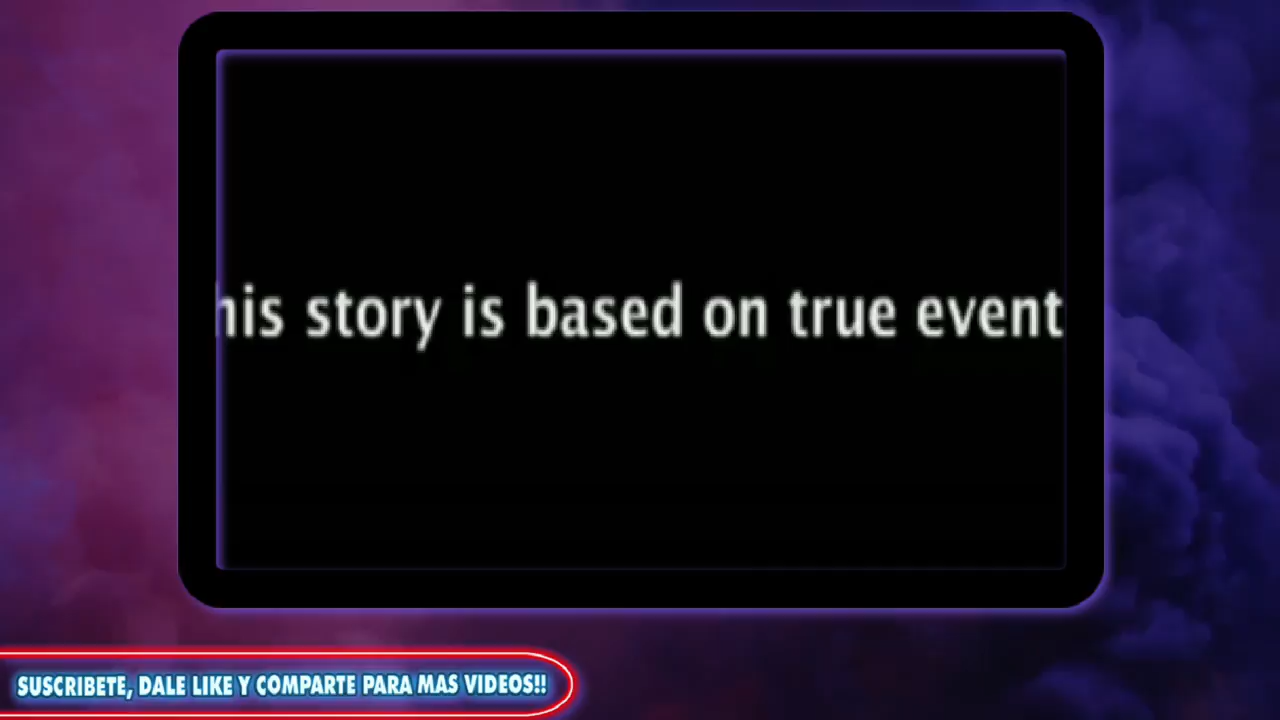 his story is based on true event
SUSCRIBETE, DALE LIKE Y COMPARTE PARA MAS VIDEOS!!